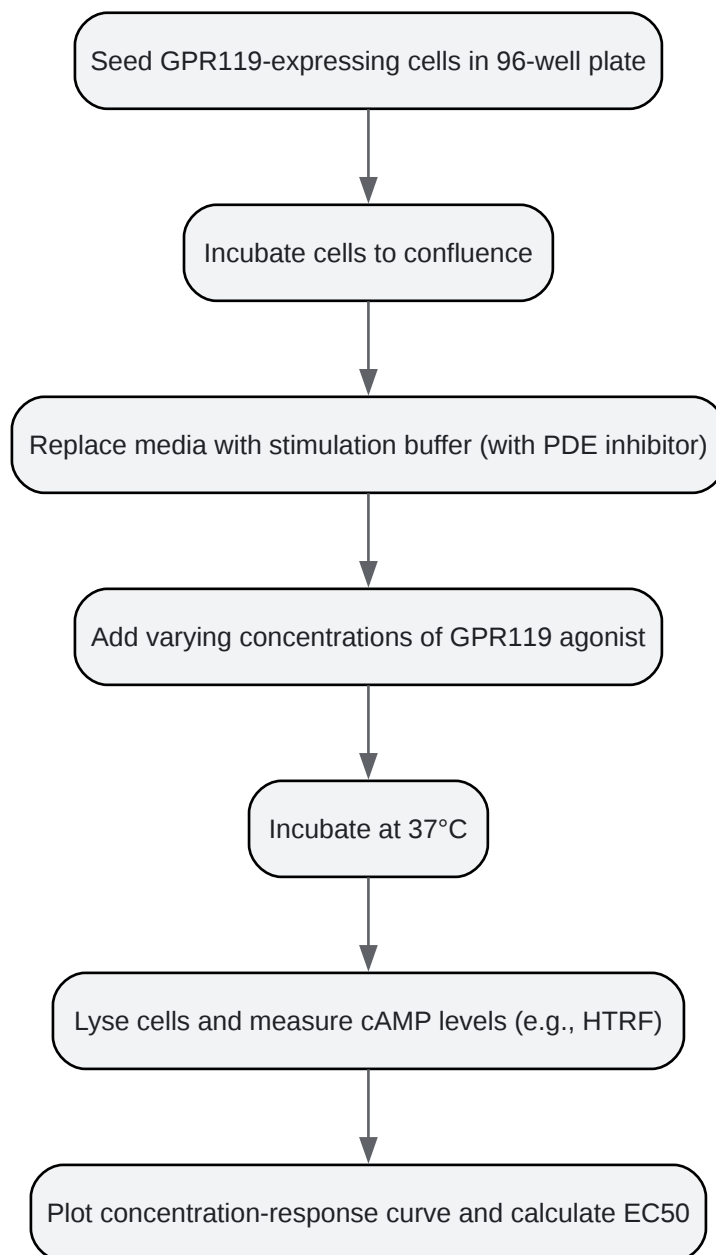 Seed GPR119-expressing cells in 96-well plate
Incubate cells to confluence
Replace media with stimulation buffer (with PDE inhibitor)
Add varying concentrations of GPR119 agonist
Incubate at 37°C
Lyse cells and measure cAMP levels (e.g., HTRF)
Plot concentration-response curve and calculate EC50